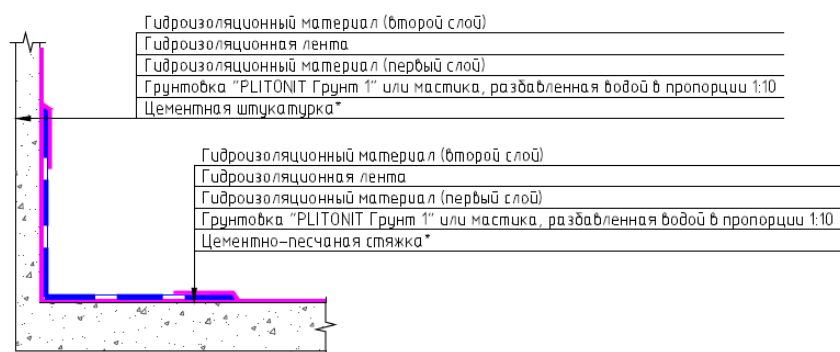 Гидроизоляционный материал (второй слой)
Гидроизоляционная лента
Гидроизоляционный материал (первый слой)
Грунтовка "PLITONIT Грунт 1" или мастика, разбавленная водой в пропорции 1:10
Цементная штукатурка*
Гидроизоляционный материал (второй слой)
Гидроизоляционная лента
Гидроизоляционный материал (первый слой)
Грунтовка "PLITONIT Грунт 1" или мастика, разбавленная водой в пропорции 1:10
Цементно-песчаная стяжка*